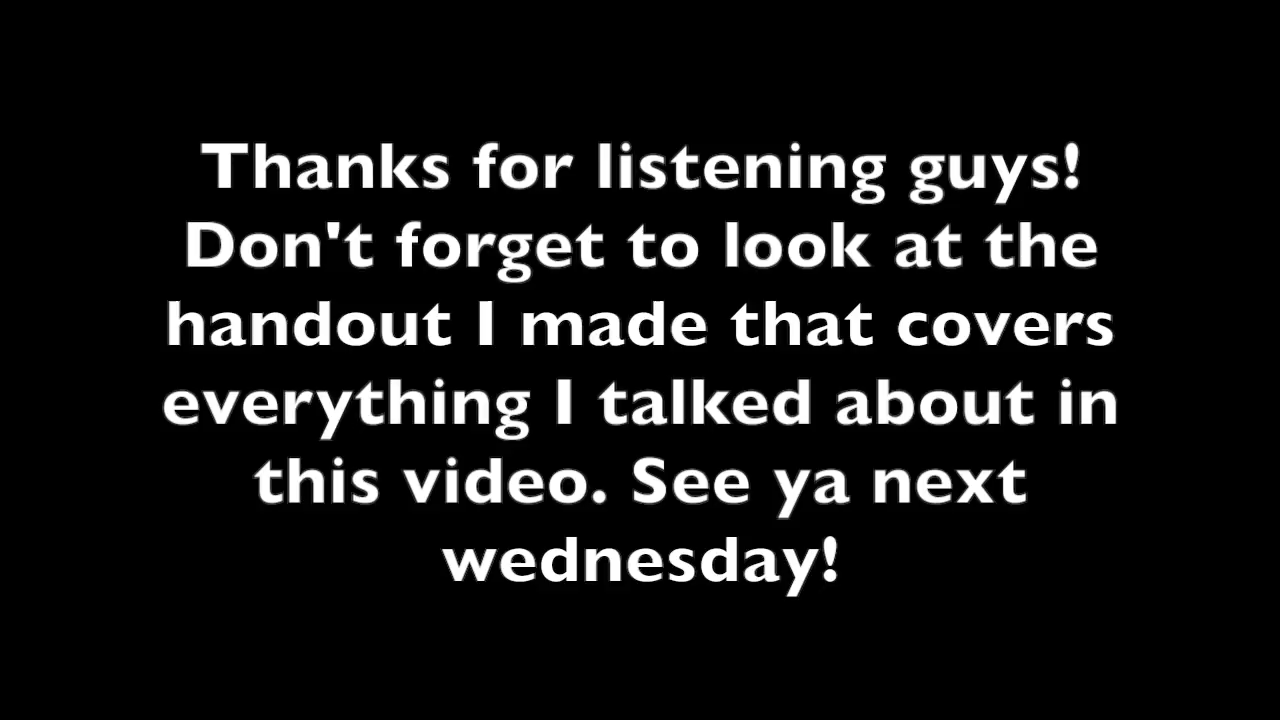 Thanks for listening guys!
Don't forget to look at the
handout I made that covers
everything I talked about in
this video. See ya next
wednesday!